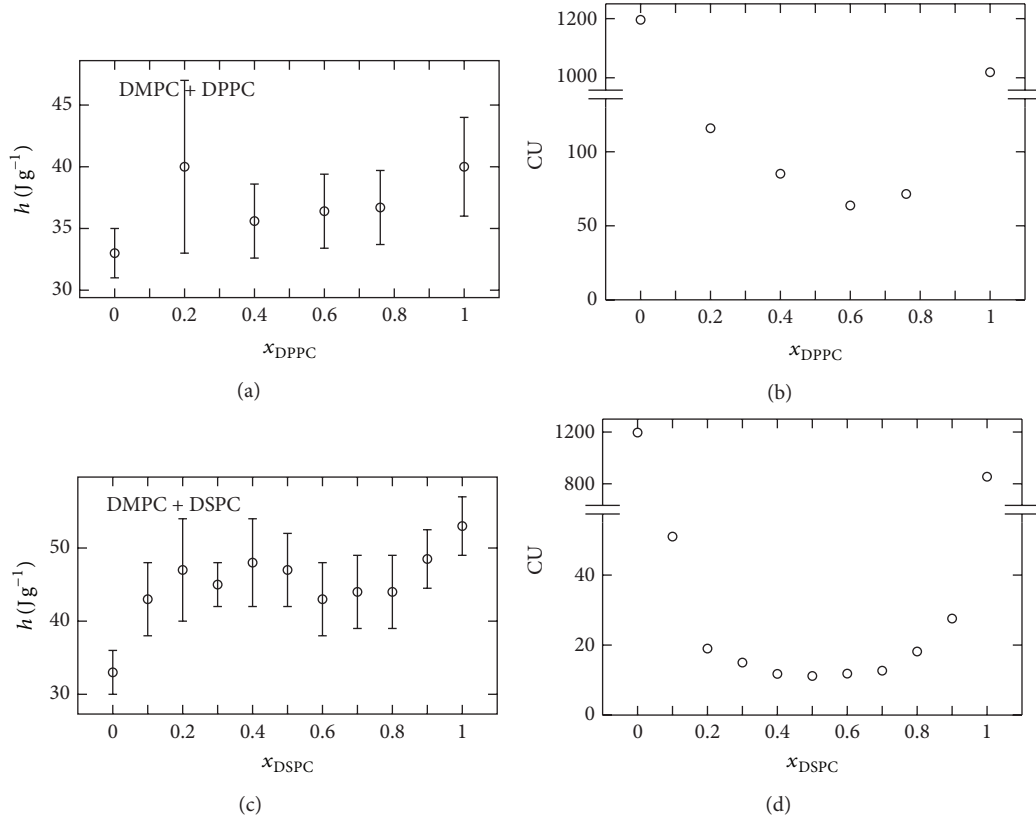 DMPC + DPPC
h (J g⁻¹)
45
40
35
30
0 0.2 0.4 0.6 0.8 1
x_DPPC
(a)
1200
1000
100
50
0
CU
0 0.2 0.4 0.6 0.8 1
x_DPPC
(b)
DMPC + DSPC
h (J g⁻¹)
50
40
30
0 0.2 0.4 0.6 0.8 1
x_DSPC
(c)
1200
800
40
20
0
CU
0 0.2 0.4 0.6 0.8 1
x_DSPC
(d)